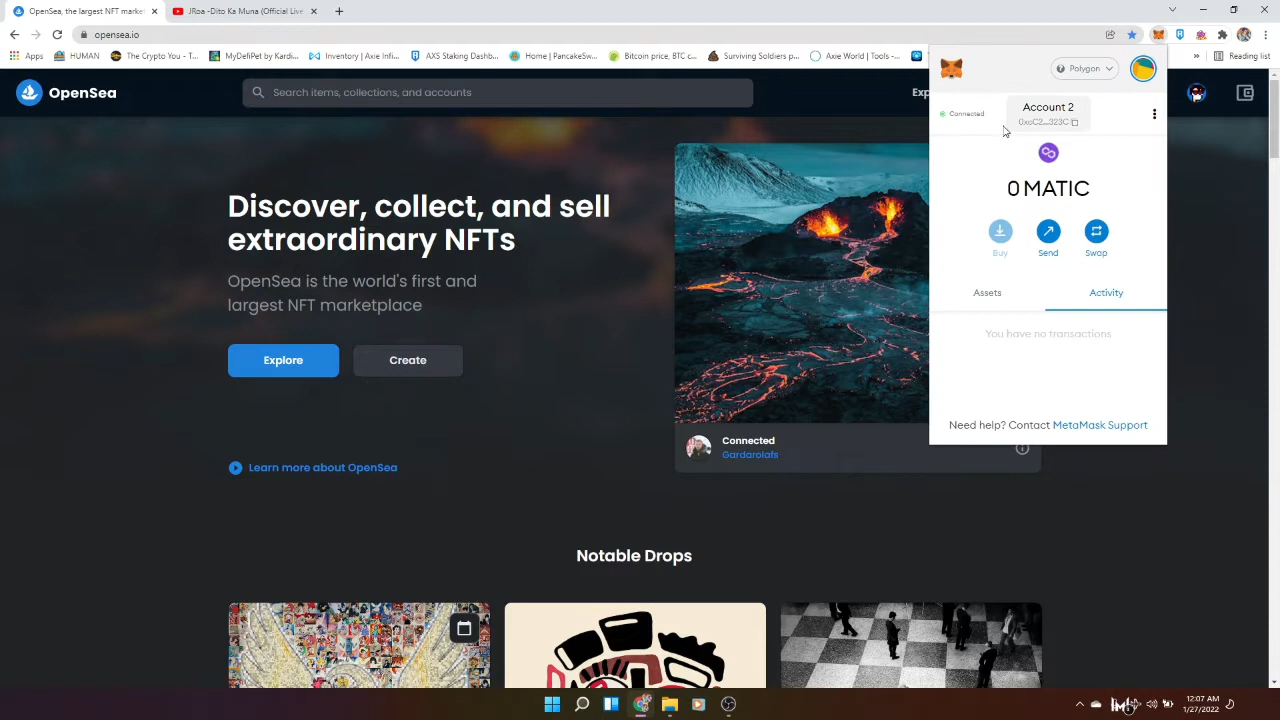 OpenSea, the largest NFT market
JRoa -Dito Ka Muna (Official Live
opensea.io
Apps
HUMAN
The Crypto You - T...
MyDefiPet by Kardi...
Inventory | Axie Infi...
AXS Staking Dashb...
Home | PancakeSw...
Bitcoin price, BTC c...
Surviving Soldiers p...
Axie World | Tools -...
»
Reading list
OpenSea
Search items, collections, and accounts
Exp
Polygon
Connected
Account 2
0 MATIC
Buy
Send
Swap
Assets
Activity
You have no transactions
Need help? Contact MetaMask Support
Discover, collect, and sell
extraordinary NFTs
OpenSea is the world's first and
largest NFT marketplace
Explore
Create
Learn more about OpenSea
Connected
Gardarolafs
Notable Drops
12:07 AM
1/27/2022